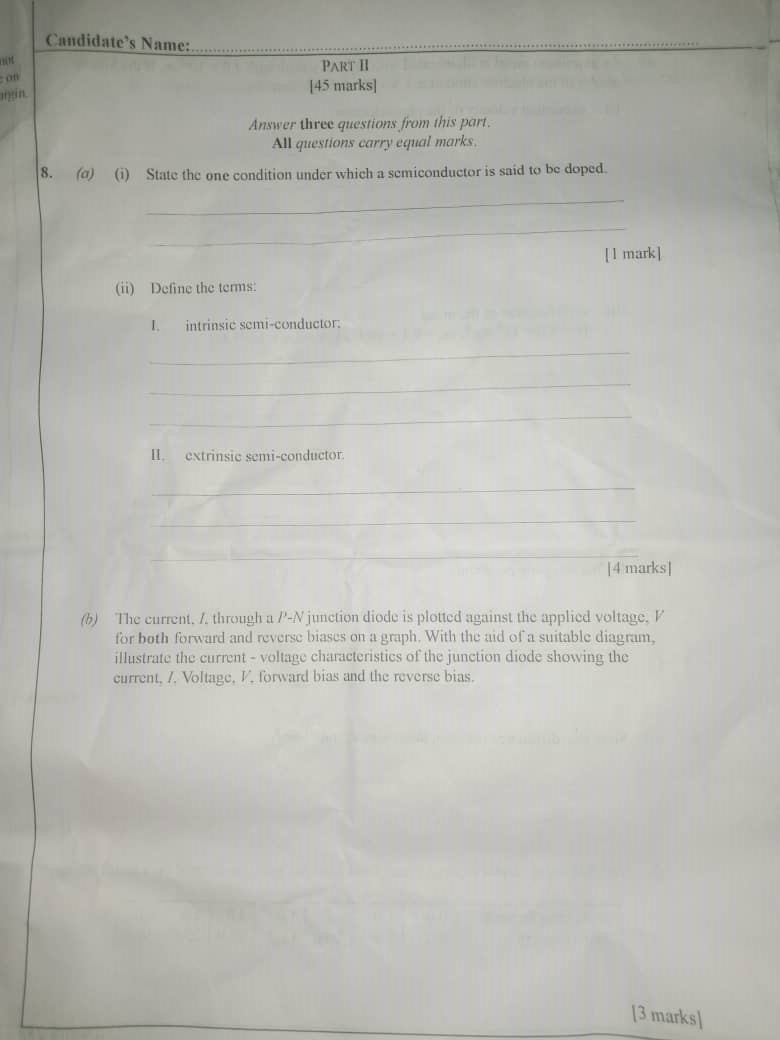 Candidate's Name:
on
PART II
[45 marks]
Answer three questions from this part.
All questions carry equal marks.
8. (a) (i) State the one condition under which a semiconductor is said to be doped.
[1 mark]
(ii) Define the terms:
I. intrinsic semi-conductor;
II. extrinsic semi-conductor.
[4 marks]
(b) The current, I, through a P-N junction diode is plotted against the applied voltage, V
for both forward and reverse biases on a graph. With the aid of a suitable diagram,
illustrate the current - voltage characteristics of the junction diode showing the
current, I, Voltage, V, forward bias and the reverse bias.
[3 marks]